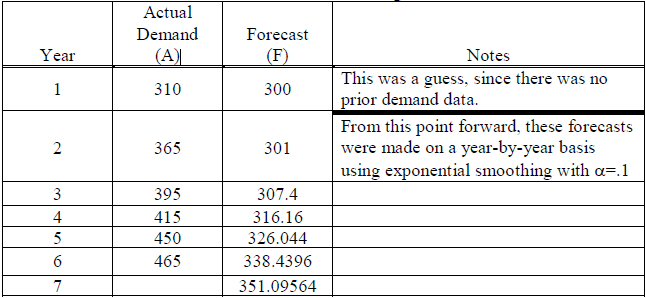 Actual
Demand Forecast
Year (A) (F) Notes
1 310 300 This was a guess, since there was no
prior demand data.
2 365 301 From this point forward, these forecasts
were made on a year-by-year basis
using exponential smoothing with α=.1
3 395 307.4
4 415 316.16
5 450 326.044
6 465 338.4396
7 351.09564